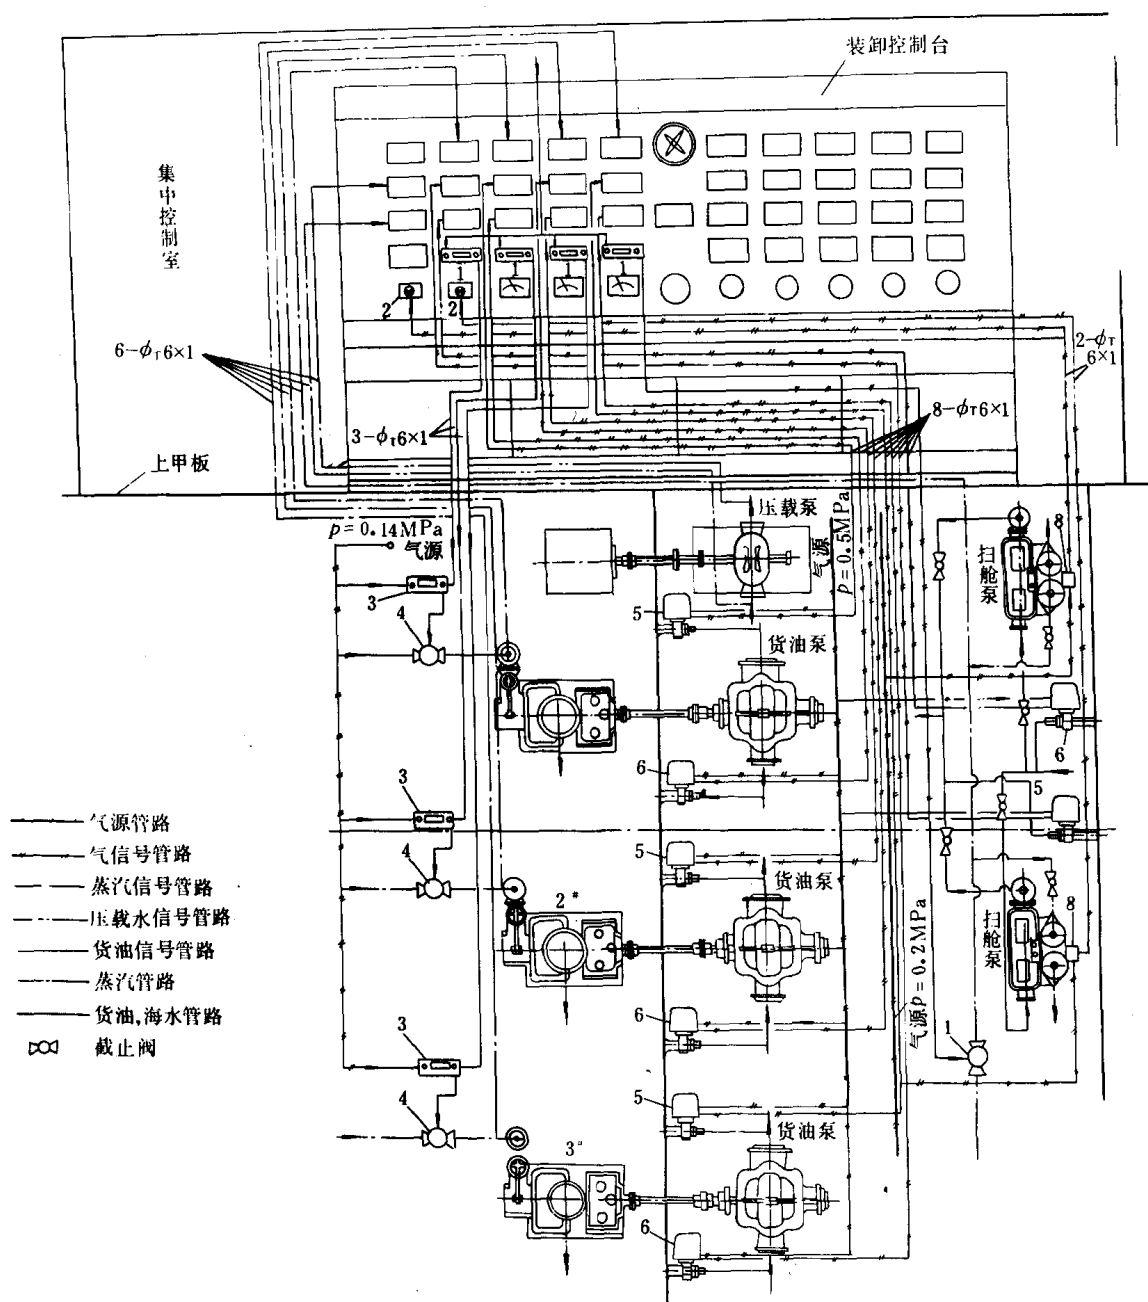 装卸控制台
集中控制室
1
1
1
1
2
2
6-φT6×1
2-φT
6×1
3-φT6×1
8-φT6×1
上甲板
p=0.14MPa
气源
压载泵
气源
p=0.5MPa
扫舱泵
8
3
4
5
货油泵
6
6
3
5
4
5
2#
货油泵
8
扫舱泵
气源p=0.2MPa
6
1
3
4
5
3#
货油泵
6
气源管路
气信号管路
蒸汽信号管路
压载水信号管路
货油信号管路
蒸汽管路
货油,海水管路
截止阀